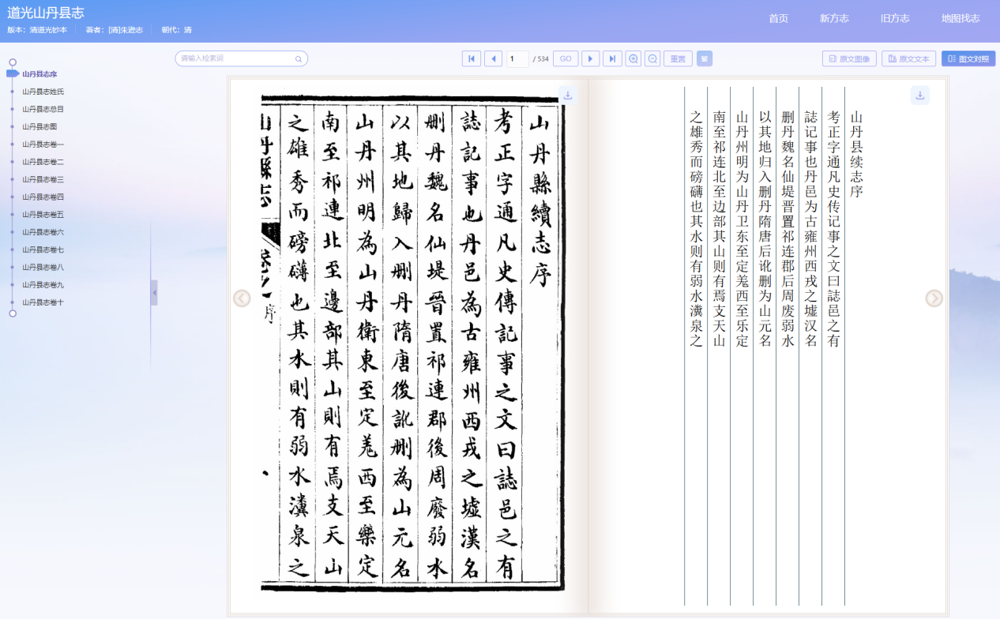 道光山丹县志
版本：清道光钞本 著者：[清]朱逊志 朝代：清
首页 新方志 旧方志 地图找志
请输入检索词
1 / 534 GO 重置 繁
原文图像 原文文本 图文对照
山丹县志序
山丹县志姓氏
山丹县志总目
山丹县志图
山丹县志卷一
山丹县志卷二
山丹县志卷三
山丹县志卷四
山丹县志卷五
山丹县志卷六
山丹县志卷七
山丹县志卷八
山丹县志卷九
山丹县志卷十
山丹縣續志序
考正字通凡史傳記事之文曰誌邑之有
誌記事也丹邑為古雍州西戎之墟漢名
删丹魏名仙堤晉置祁連郡後周廢弱水
以其地歸入删丹隋唐後訛删為山元名
山丹州明為山丹衛東至定羗西至樂定
南至祁連北至邊部其山則有焉支天山
之雄秀而磅礴也其水則有弱水瀵泉之
山丹縣志
序
山丹县续志序
考正字通凡史传记事之文曰誌邑之有
誌记事也丹邑为古雍州西戎之墟汉名
删丹魏名仙堤晋置祁连郡后周废弱水
以其地归入删丹隋唐后讹删为山元名
山丹州明为山丹卫东至定羗西至乐定
南至祁连北至边部其山则有焉支天山
之雄秀而磅礴也其水则有弱水瀵泉之